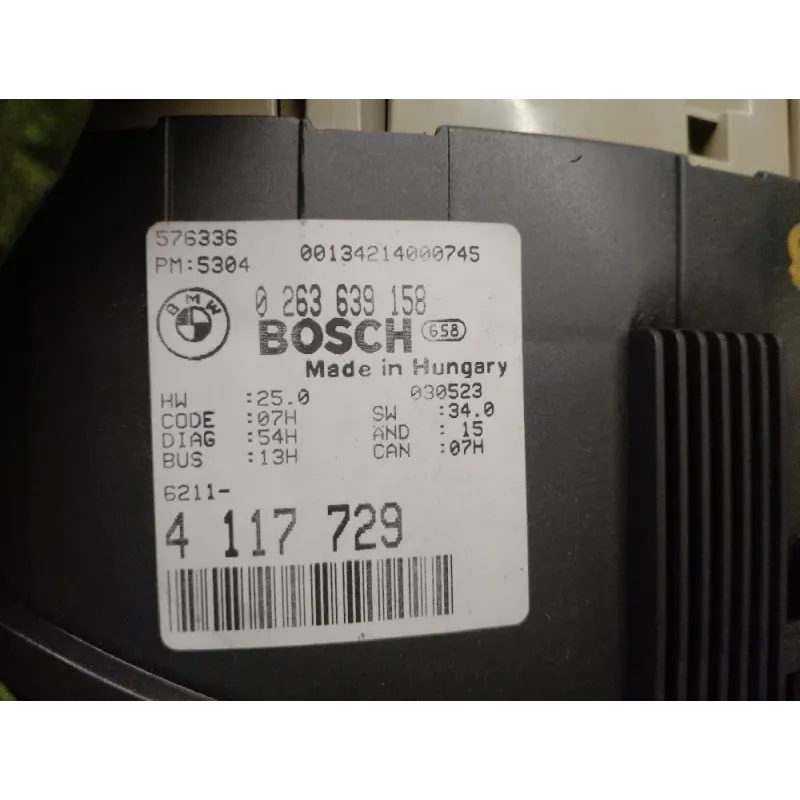 576336
PM:5304 00134214000745
BMW 0 263 639 158
BOSCH 658
Made in Hungary
030523
HW :25.0 SW :34.0
CODE :07H AND : 15
DIAG :54H CAN :07H
BUS :13H
6211-
4 117 729